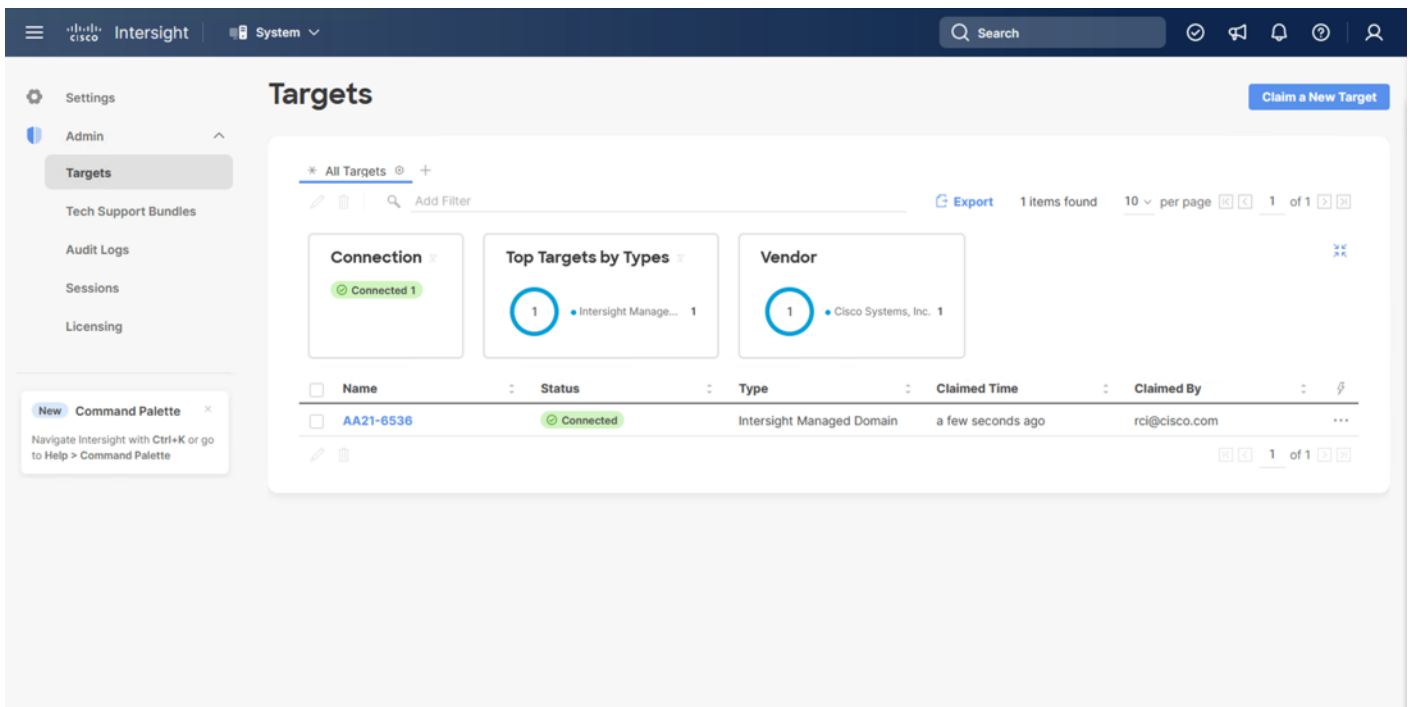 cisco Intersight System Search
Settings
Admin
Targets
Tech Support Bundles
Audit Logs
Sessions
Licensing
New Command Palette
Navigate Intersight with Ctrl+K or go
to Help > Command Palette
Targets
Claim a New Target
All Targets
Add Filter Export 1 items found 10 per page 1 of 1
Connection
Connected 1
Top Targets by Types
1 Intersight Manage... 1
Vendor
1 Cisco Systems, Inc. 1
Name Status Type Claimed Time Claimed By
AA21-6536 Connected Intersight Managed Domain a few seconds ago rci@cisco.com
1 of 1